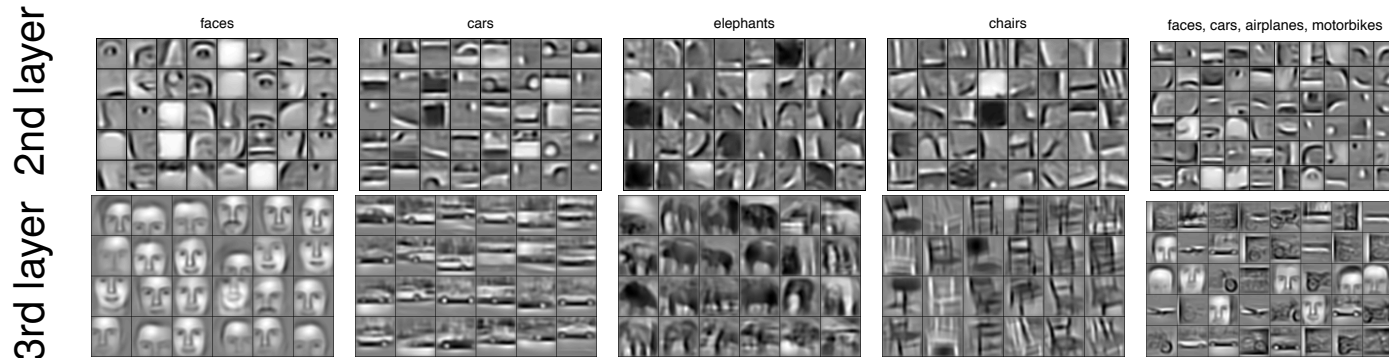 faces
cars
elephants
chairs
faces, cars, airplanes, motorbikes
2nd layer
3rd layer